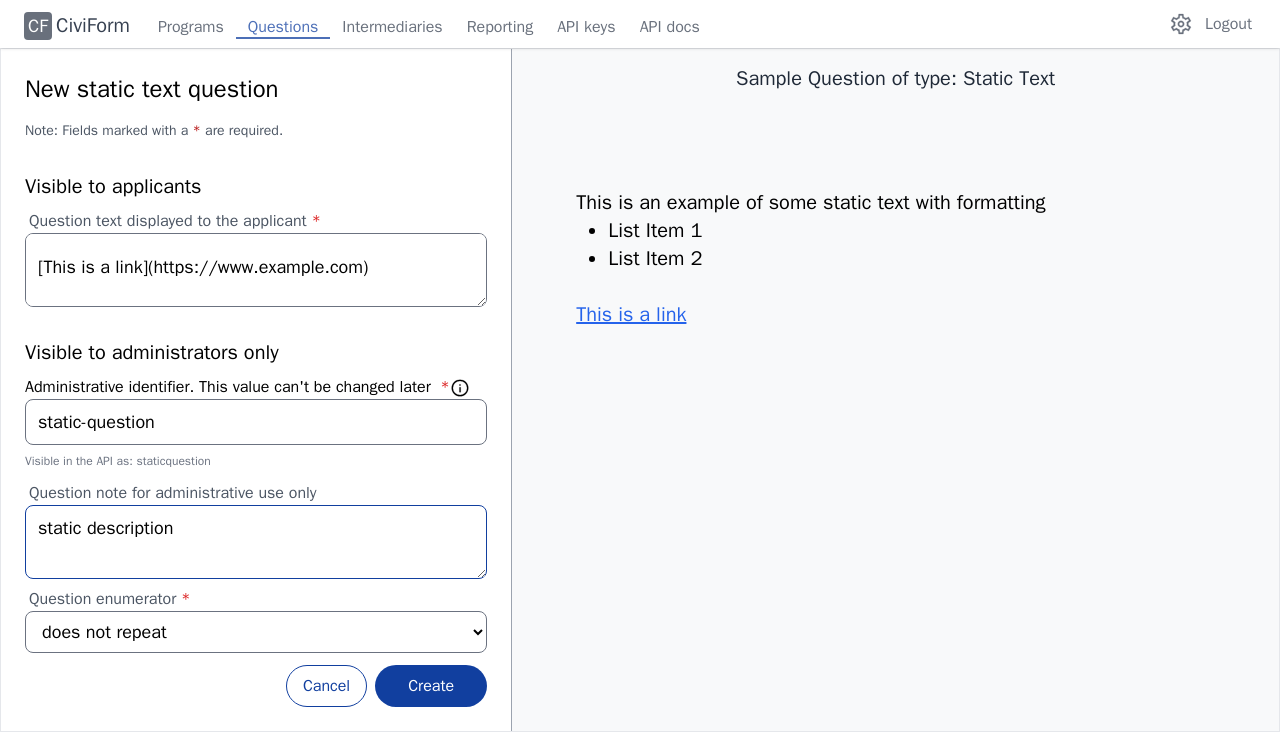 CF CiviForm Programs Questions Intermediaries Reporting API keys API docs Logout
New static text question
Note: Fields marked with a * are required.
Visible to applicants
Question text displayed to the applicant *
[This is a link](https://www.example.com)
Visible to administrators only
Administrative identifier. This value can't be changed later *
static-question
Visible in the API as: staticquestion
Question note for administrative use only
static description
Question enumerator *
does not repeat
Cancel Create
Sample Question of type: Static Text
This is an example of some static text with formatting
• List Item 1
• List Item 2
This is a link